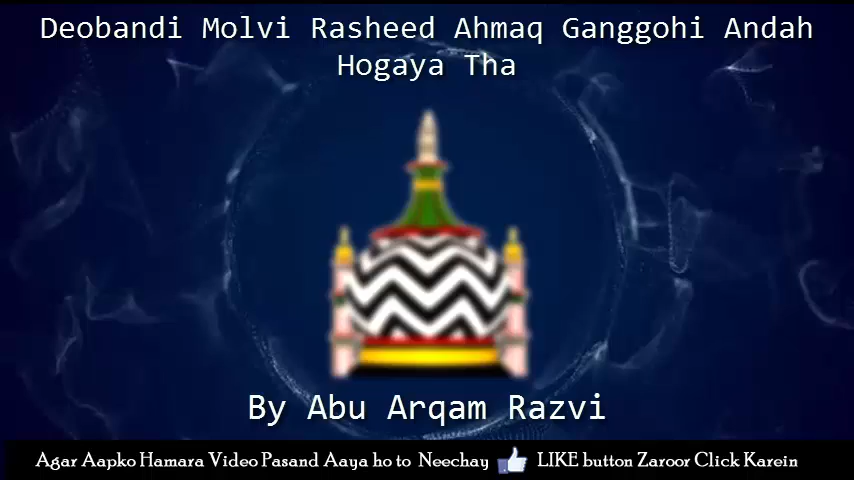 Deobandi Molvi Rasheed Ahmaq Ganggohi Andah
Hogaya Tha
By Abu Arqam Razvi
Agar Aapko Hamara Video Pasand Aaya ho to Neechay LIKE button Zaroor Click Karein